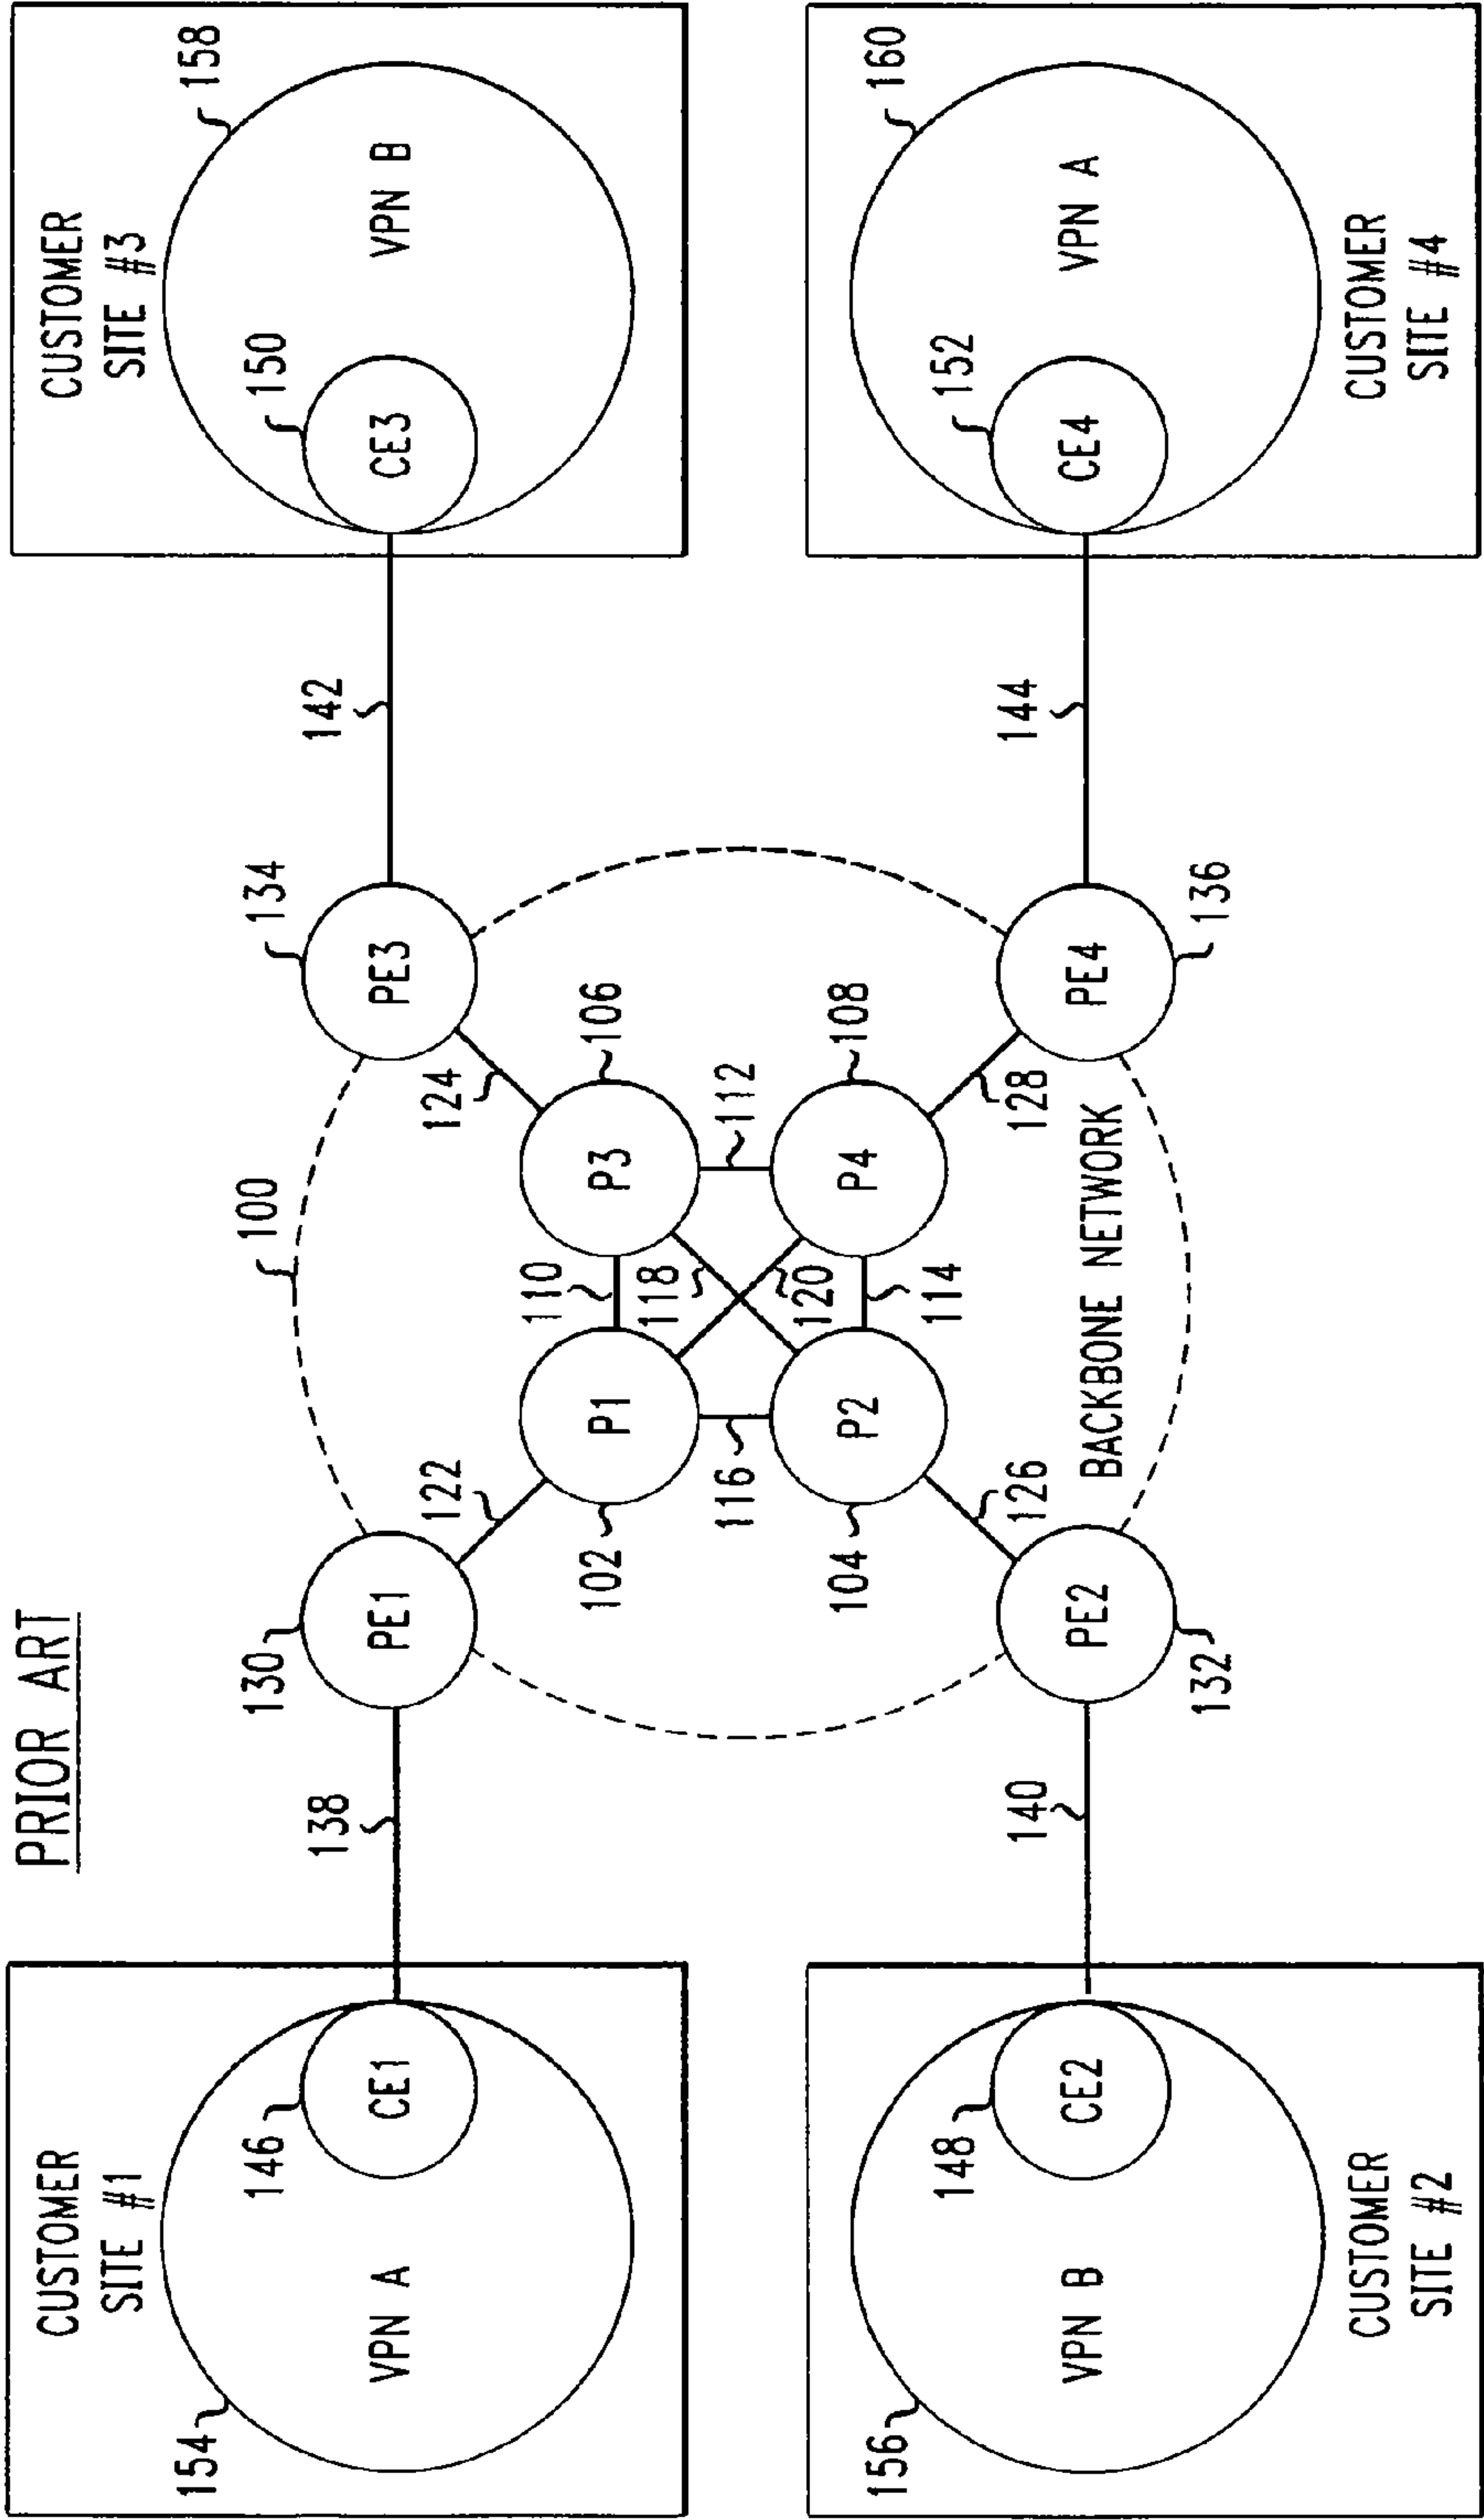 PRIOR ART
CUSTOMER
SITE #1
154
VPN A
146
CE1
138
130
PE1
122
100
124
134
PE3
142
CUSTOMER
SITE #3
150
CE3
VPN B
158
102
P1
110
P3
106
116
118
120
112
104
P2
114
P4
108
126
BACKBONE NETWORK
128
156
VPN B
148
CE2
140
PE2
132
PE4
136
144
152
CE4
VPN A
160
CUSTOMER
SITE #2
CUSTOMER
SITE #4